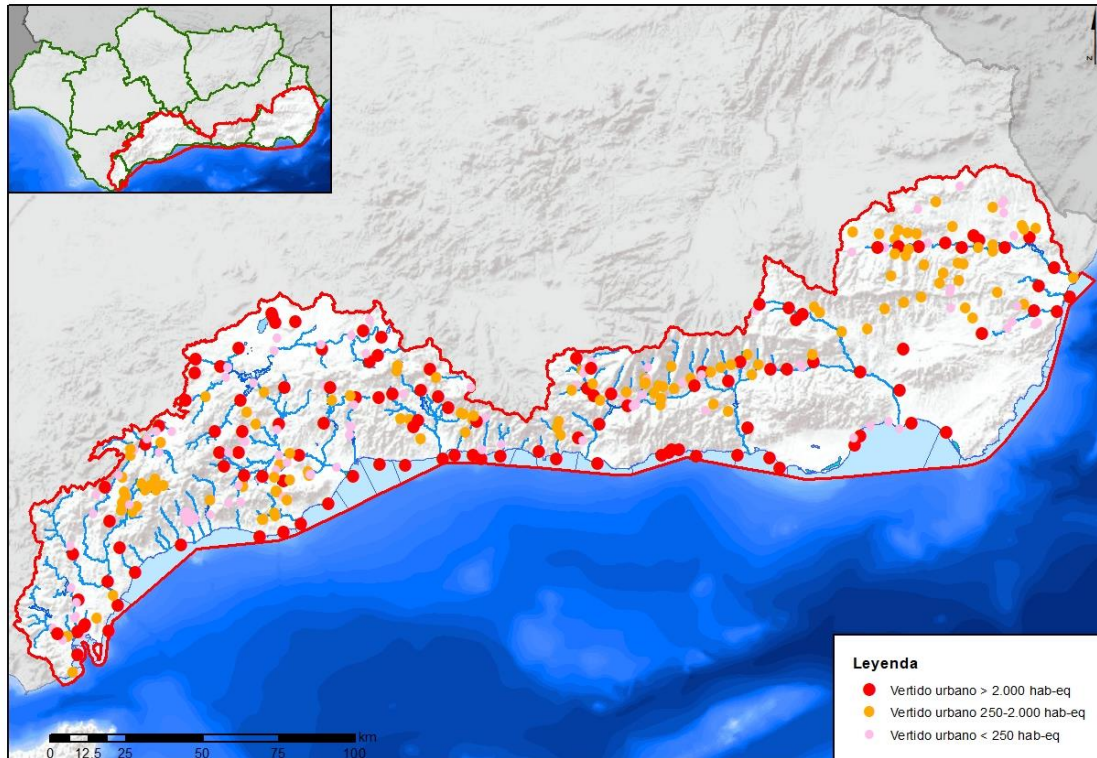 N
Leyenda
Vertido urbano > 2.000 hab-eq
Vertido urbano 250-2.000 hab-eq
Vertido urbano < 250 hab-eq
km
0 12.5 25 50 75 100